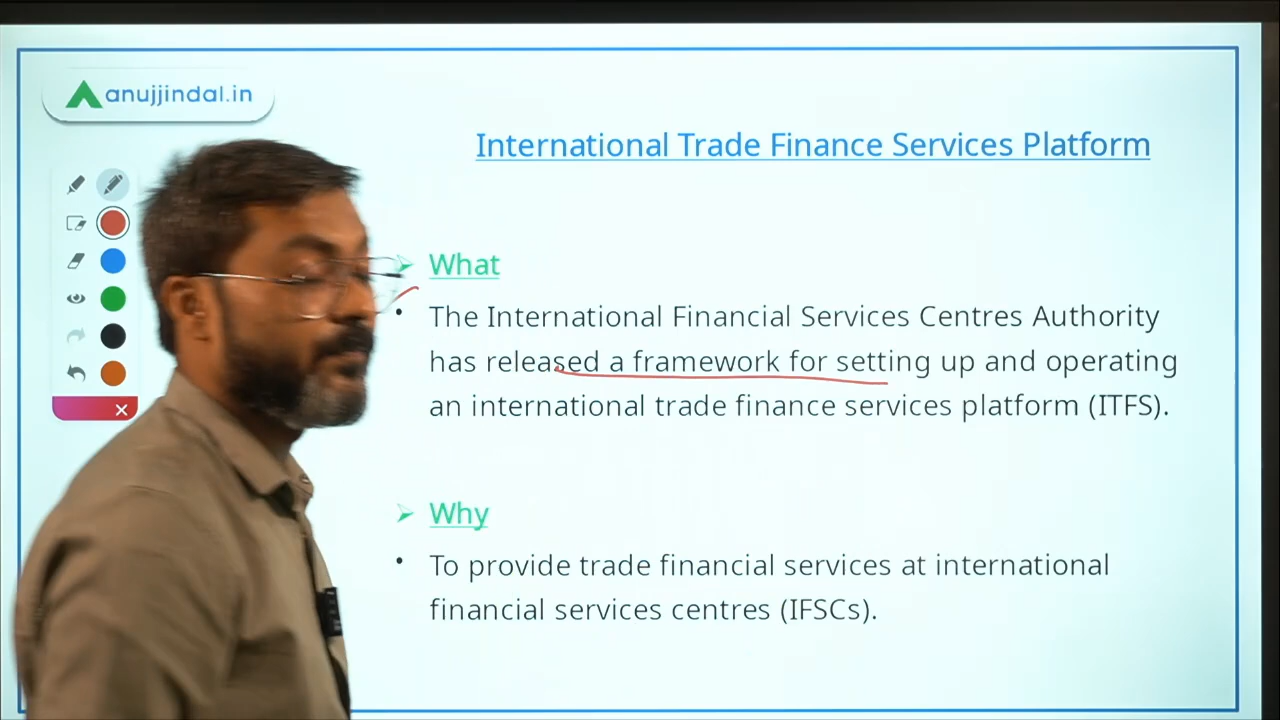 anujjindal.in
International Trade Finance Services Platform
What
The International Financial Services Centres Authority
has released a framework for setting up and operating
an international trade finance services platform (ITFS).
Why
To provide trade financial services at international
financial services centres (IFSCs).